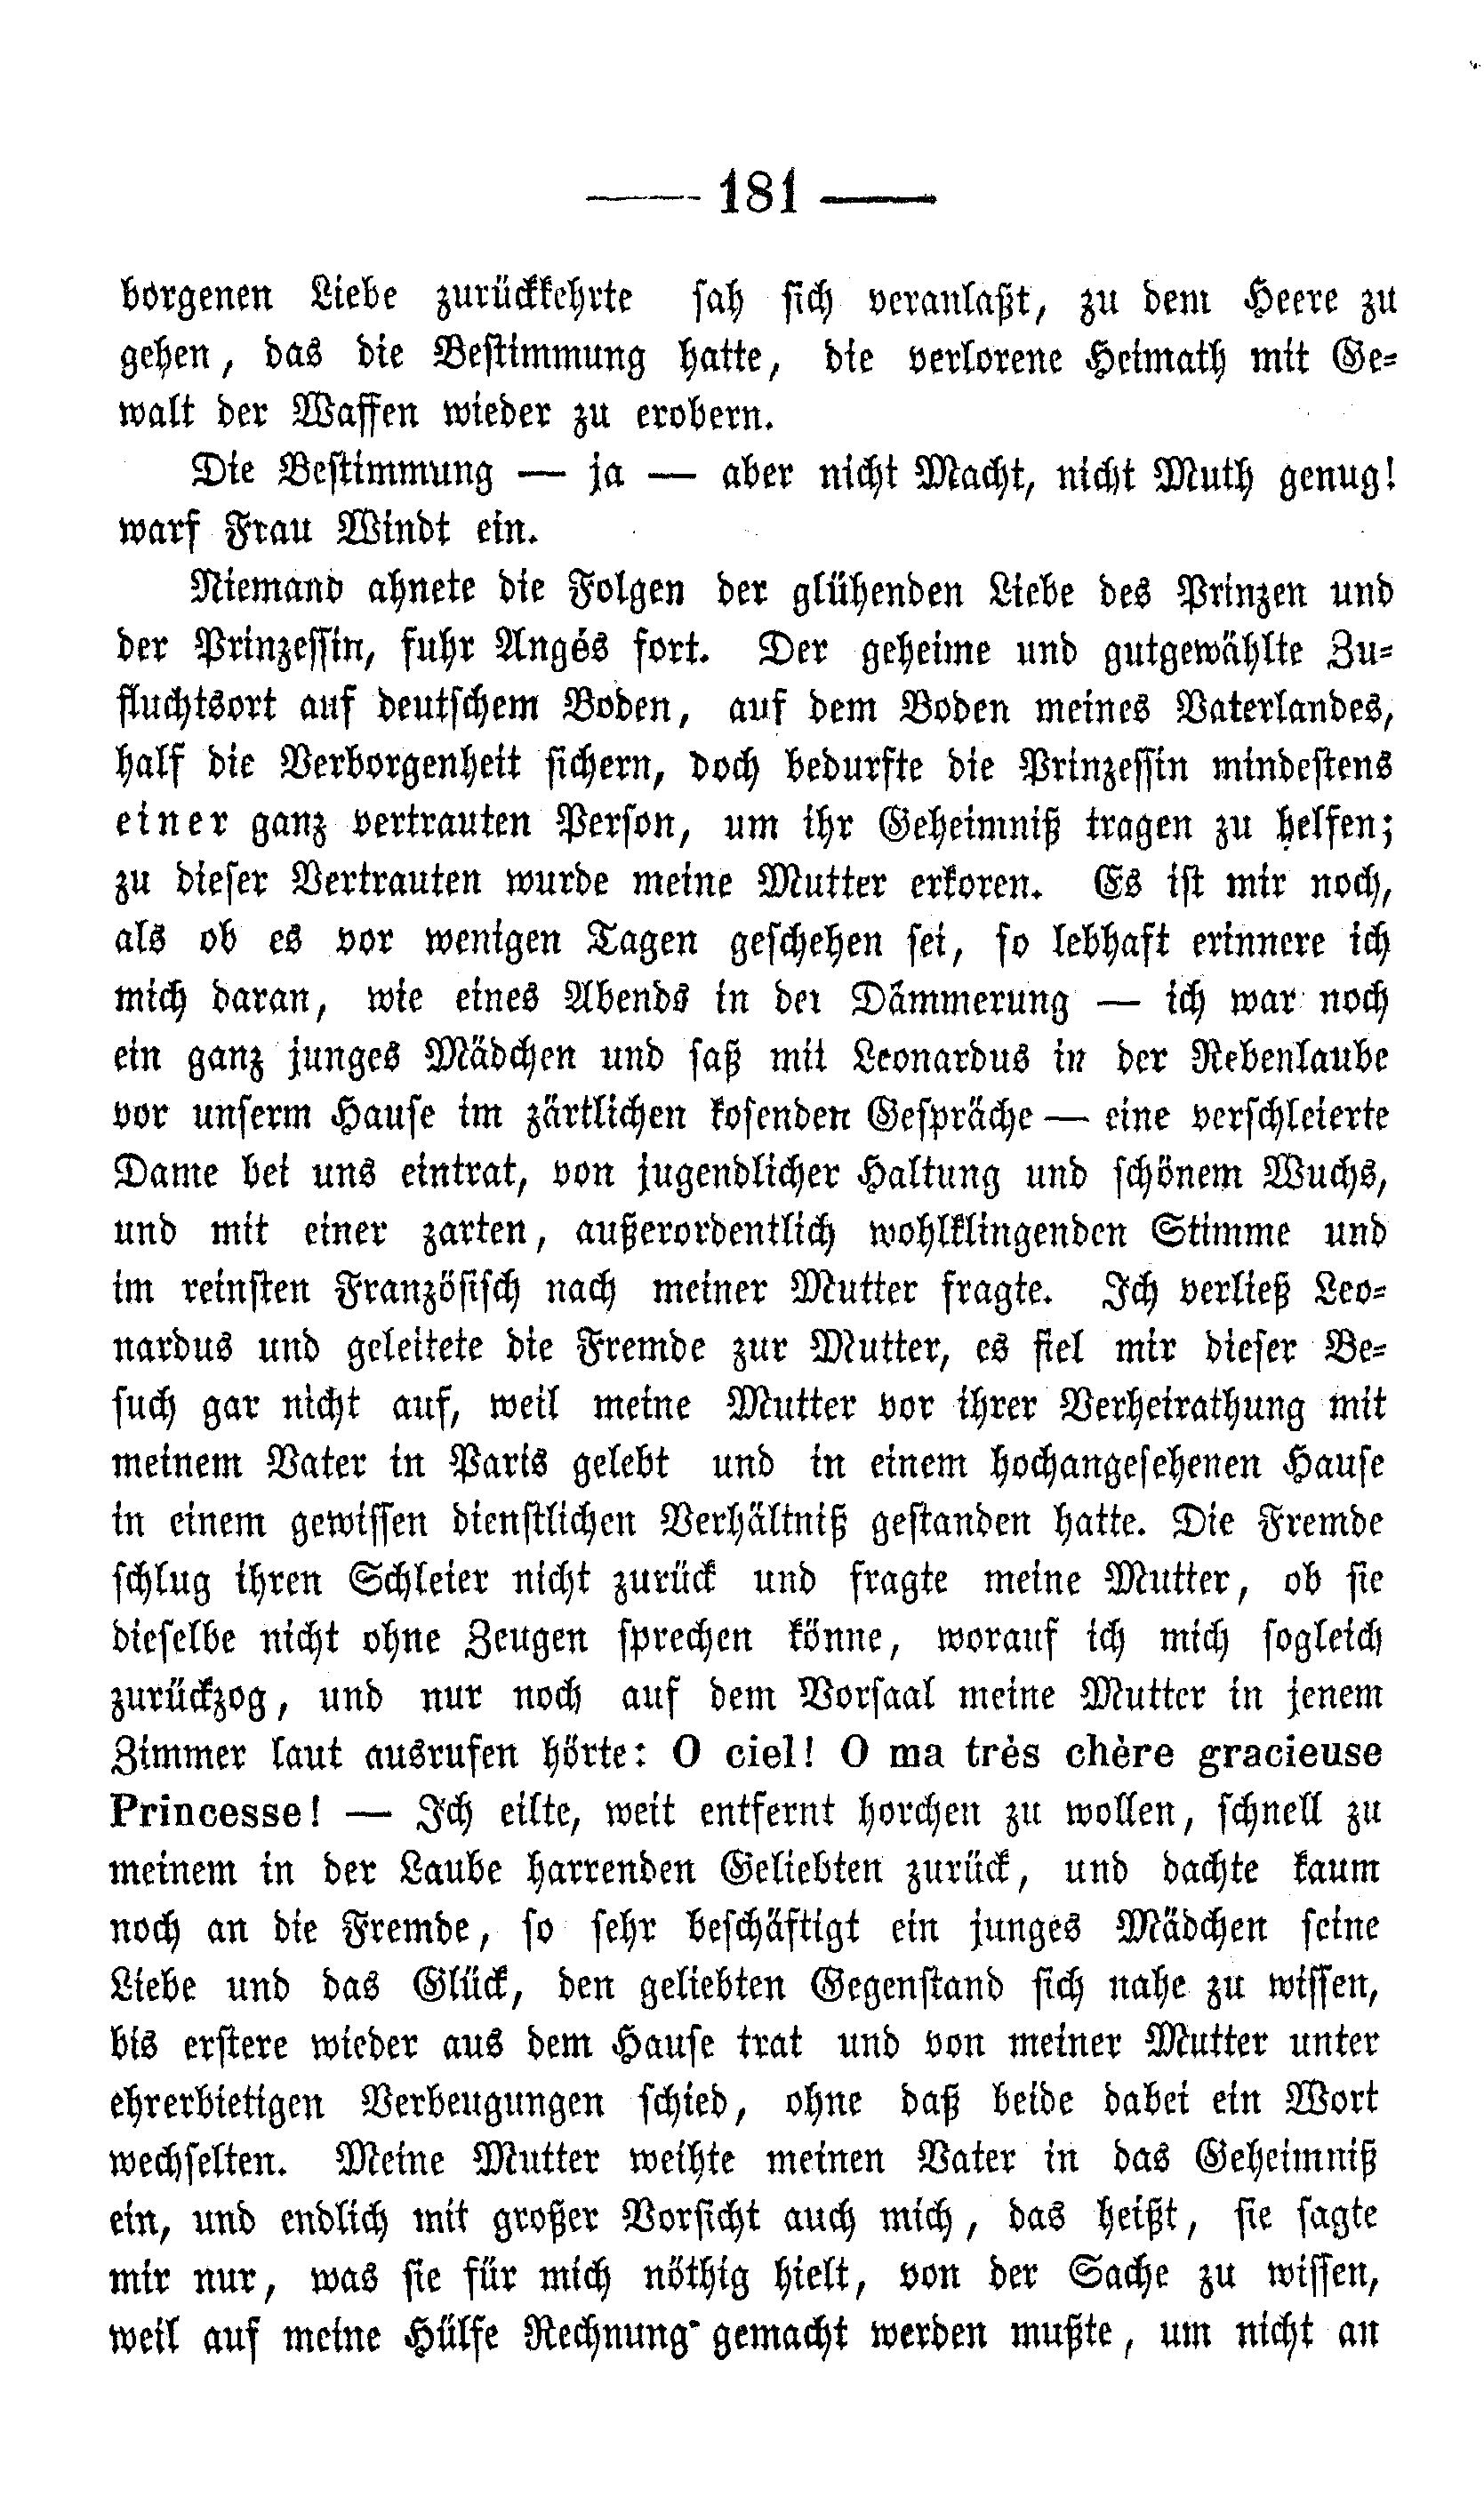 — 181 —
borgenen Liebe zurückkehrte sah sich veranlaßt, zu dem Heere zu
gehen, das die Bestimmung hatte, die verlorene Heimath mit Ge-
walt der Waffen wieder zu erobern.
Die Bestimmung — ja — aber nicht Macht, nicht Muth genug!
warf Frau Windt ein.
Niemand ahnete die Folgen der glühenden Liebe des Prinzen und
der Prinzessin, fuhr Angés fort. Der geheime und gutgewählte Zu-
fluchtsort auf deutschem Boden, auf dem Boden meines Vaterlandes,
half die Verborgenheit sichern, doch bedurfte die Prinzessin mindestens
einer ganz vertrauten Person, um ihr Geheimniß tragen zu helfen;
zu dieser Vertrauten wurde meine Mutter erkoren. Es ist mir noch,
als ob es vor wenigen Tagen geschehen sei, so lebhaft erinnere ich
mich daran, wie eines Abends in der Dämmerung — ich war noch
ein ganz junges Mädchen und saß mit Leonardus in der Rebenlaube
vor unserm Hause im zärtlichen kosenden Gespräche — eine verschleierte
Dame bei uns eintrat, von jugendlicher Haltung und schönem Wuchs,
und mit einer zarten, außerordentlich wohlklingenden Stimme und
im reinsten Französisch nach meiner Mutter fragte. Ich verließ Leo-
nardus und geleitete die Fremde zur Mutter, es fiel mir dieser Be-
such gar nicht auf, weil meine Mutter vor ihrer Verheirathung mit
meinem Vater in Paris gelebt und in einem hochangesehenen Hause
in einem gewissen dienstlichen Verhältniß gestanden hatte. Die Fremde
schlug ihren Schleier nicht zurück und fragte meine Mutter, ob sie
dieselbe nicht ohne Zeugen sprechen könne, worauf ich mich sogleich
zurückzog, und nur noch auf dem Vorsaal meine Mutter in jenem
Zimmer laut ausrufen hörte: O ciel! O ma très chère gracieuse
Princesse! — Ich eilte, weit entfernt horchen zu wollen, schnell zu
meinem in der Laube harrenden Geliebten zurück, und dachte kaum
noch an die Fremde, so sehr beschäftigt ein junges Mädchen seine
Liebe und das Glück, den geliebten Gegenstand sich nahe zu wissen,
bis erstere wieder aus dem Hause trat und von meiner Mutter unter
ehrerbietigen Verbeugungen schied, ohne daß beide dabei ein Wort
wechselten. Meine Mutter weihte meinen Vater in das Geheimniß
ein, und endlich mit großer Vorsicht auch mich, das heißt, sie sagte
mir nur, was sie für mich nöthig hielt, von der Sache zu wissen,
weil auf meine Hülfe Rechnung gemacht werden mußte, um nicht an